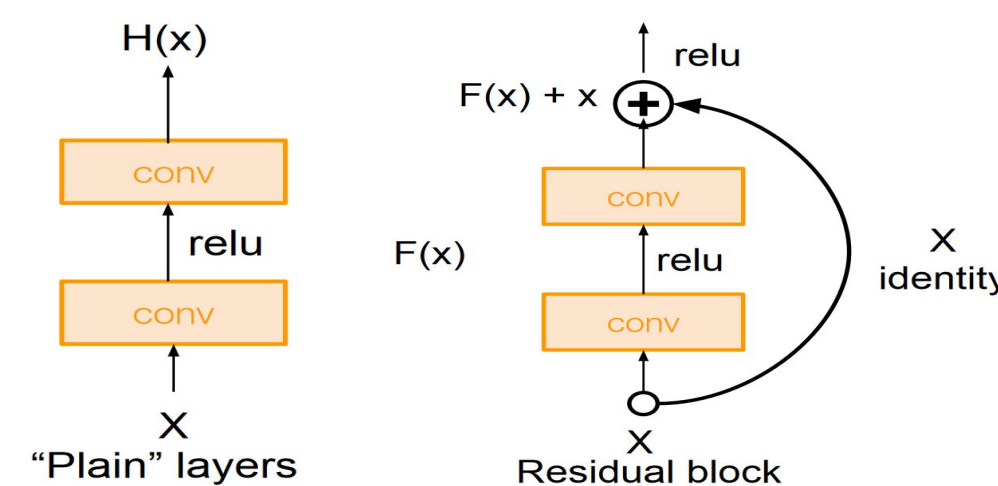 H(x)
conv
relu
conv
X
“Plain” layers
relu
F(x) + x
conv
F(x)
relu
conv
X
identity
X
Residual block